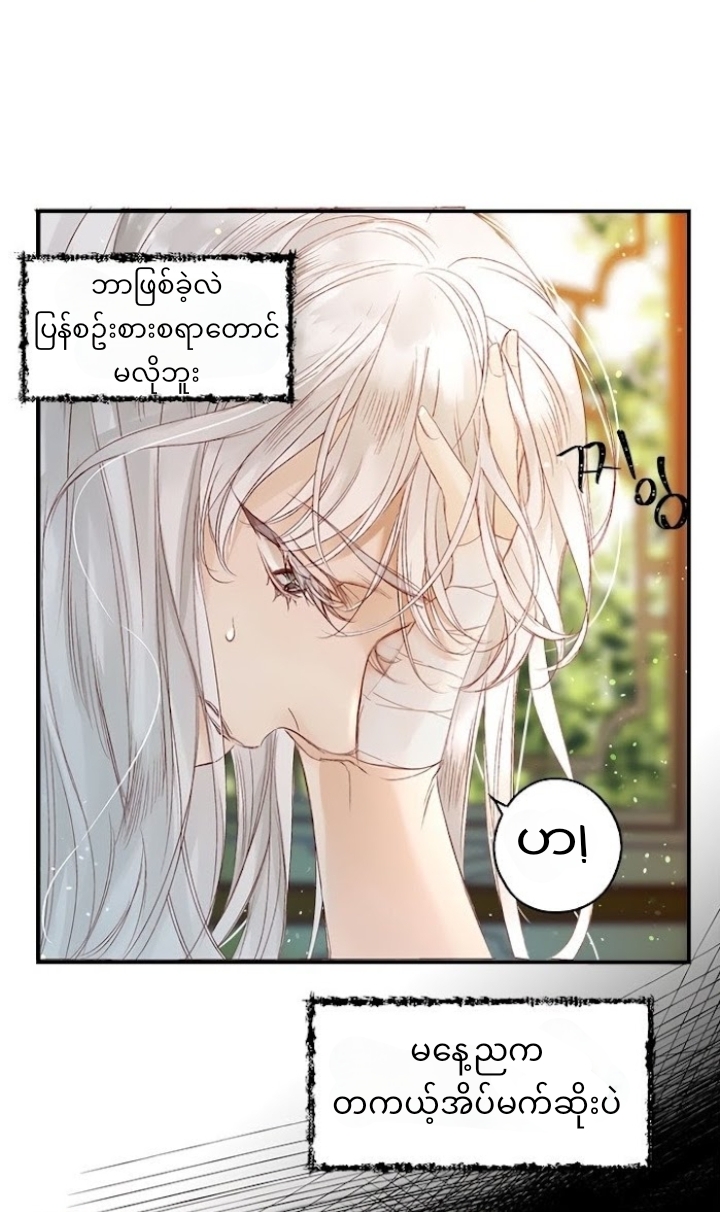 ဘာဖြစ်ခဲ့လဲ
ပြန်စဉ်းစားစရာတောင်
မလိုဘူး
ဟာ!
မနေ့ညက
တကယ့်အိပ်မက်ဆိုးပဲ